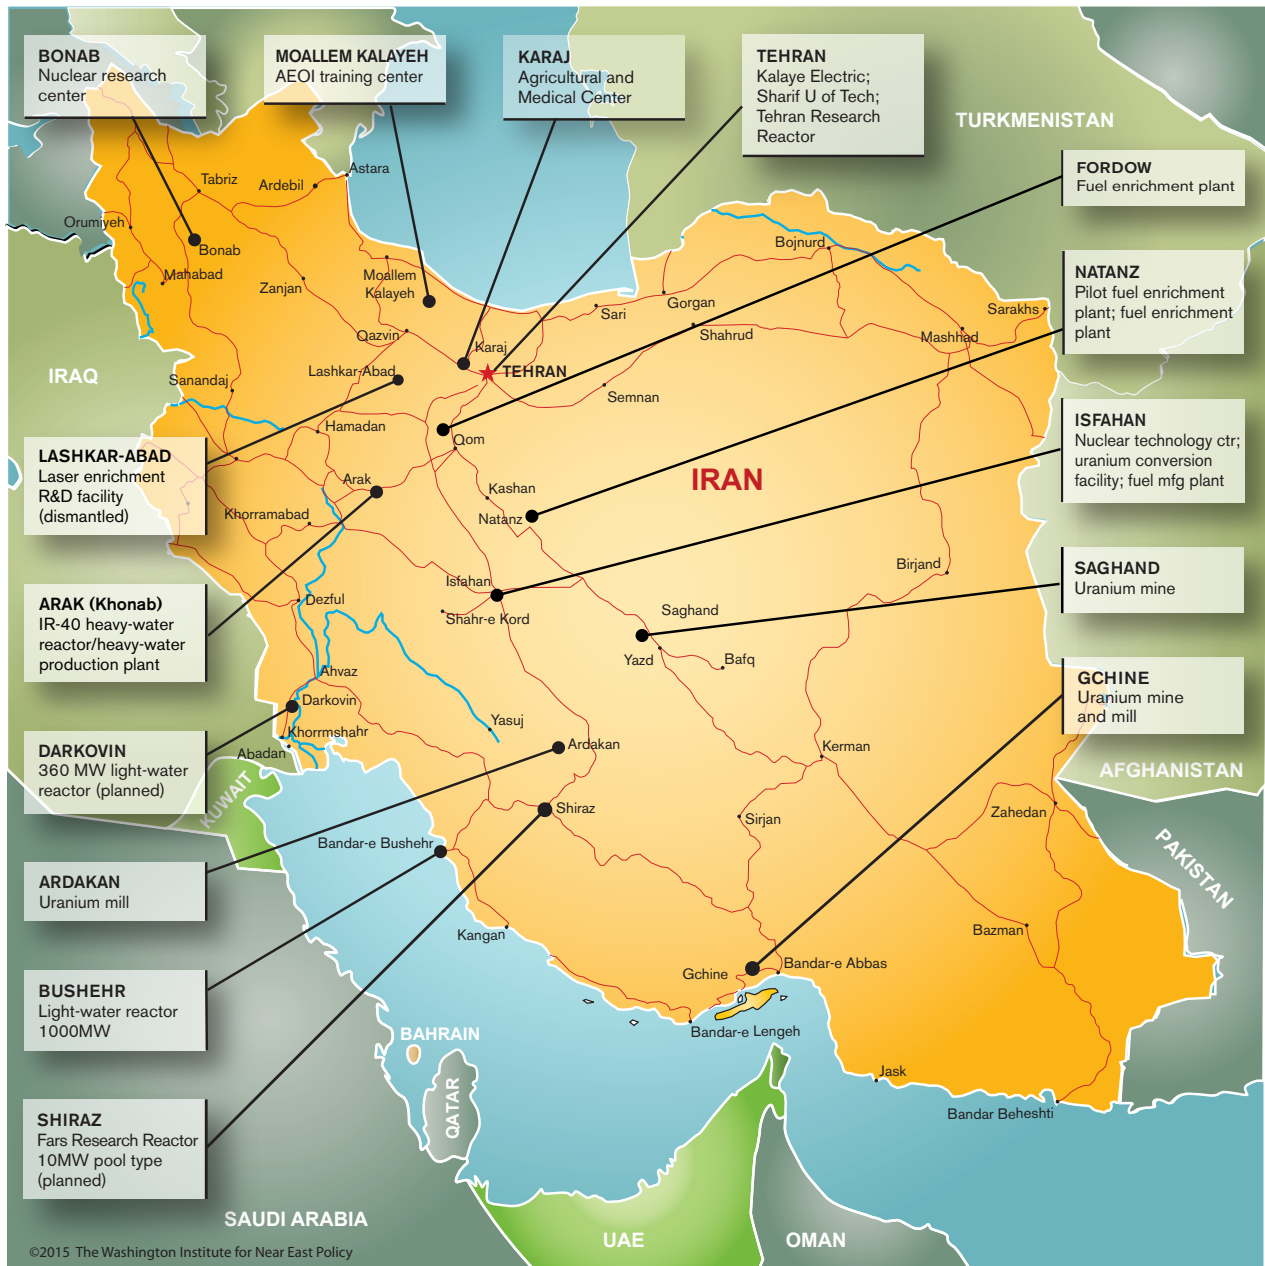 BONAB
Nuclear research
center
MOALLEM KALAYEH
AEOI training center
KARAJ
Agricultural and
Medical Center
TEHRAN
Kalaye Electric;
Sharif U of Tech;
Tehran Research
Reactor
TURKMENISTAN
FORDOW
Fuel enrichment plant
NATANZ
Pilot fuel enrichment
plant; fuel enrichment
plant
ISFAHAN
Nuclear technology ctr;
uranium conversion
facility; fuel mfg plant
SAGHAND
Uranium mine
GCHINE
Uranium mine
and mill
AFGHANISTAN
PAKISTAN
IRAQ
LASHKAR-ABAD
Laser enrichment
R&D facility
(dismantled)
ARAK (Khonab)
IR-40 heavy-water
reactor/heavy-water
production plant
DARKOVIN
360 MW light-water
reactor (planned)
KUWAIT
ARDAKAN
Uranium mill
BUSHEHR
Light-water reactor
1000MW
SHIRAZ
Fars Research Reactor
10MW pool type
(planned)
Astara
Tabriz
Ardebil
Orumiyeh
Bonab
Mahabad
Zanjan
Moallem
Kalayeh
Qazvin
Karaj
TEHRAN
Lashkar-Abad
Sanandaj
Hamadan
Qom
Arak
Kashan
Natanz
Khorramabad
Isfahan
Dezful
Shahr-e Kord
Ahvaz
Darkovin
Khorrmshahr
Abadan
Yasuj
Ardakan
Shiraz
Bandar-e Bushehr
Kangan
Bojnurd
Gorgan
Sari
Shahrud
Semnan
Mashhad
Sarakhs
IRAN
Birjand
Saghand
Yazd
Bafq
Kerman
Sirjan
Zahedan
Bazman
Gchine
Bandar-e Abbas
Bandar-e Lengeh
Jask
Bandar Beheshti
BAHRAIN
QATAR
SAUDI ARABIA
UAE
OMAN
©2015 The Washington Institute for Near East Policy